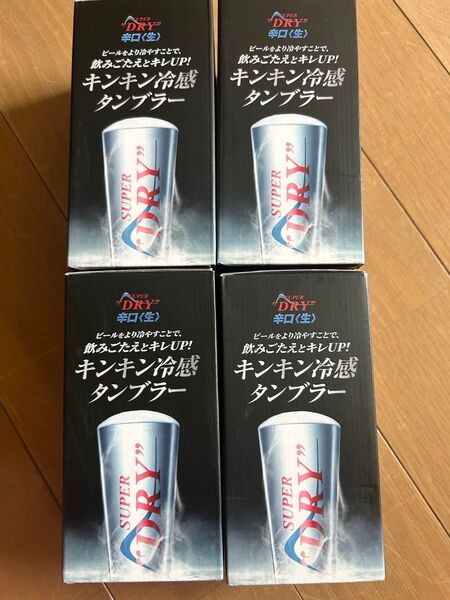 SUPER
"DRY"
辛口〈生〉
ビールをより冷やすことで、
飲みごたえとキレUP!
キンキン冷感
タンブラー
SUPER
"DRY"
SUPER
"DRY"
辛口〈生〉
ビールをより冷やすことで、
飲みごたえとキレUP!
キンキン冷感
タンブラー
SUPER
"DRY"
SUPER
"DRY"
辛口〈生〉
ビールをより冷やすことで、
飲みごたえとキレUP!
キンキン冷感
タンブラー
SUPER
"DRY"
SUPER
"DRY"
辛口〈生〉
ビールをより冷やすことで、
飲みごたえとキレUP!
キンキン冷感
タンブラー
SUPER
"DRY"